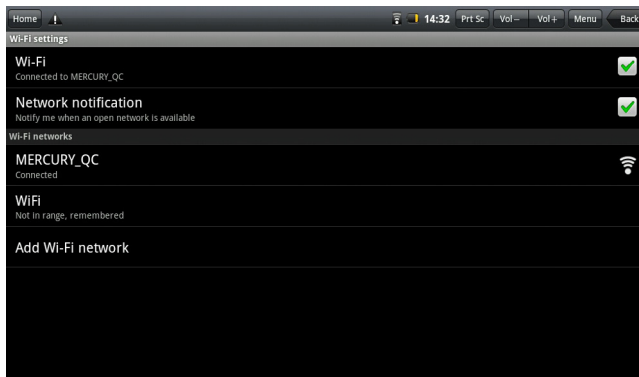 Home 14:32 Prt Sc Vol− Vol+ Menu Back
Wi-Fi settings
Wi-Fi
Connected to MERCURY_QC
Network notification
Notify me when an open network is available
Wi-Fi networks
MERCURY_QC
Connected
WiFi
Not in range, remembered
Add Wi-Fi network